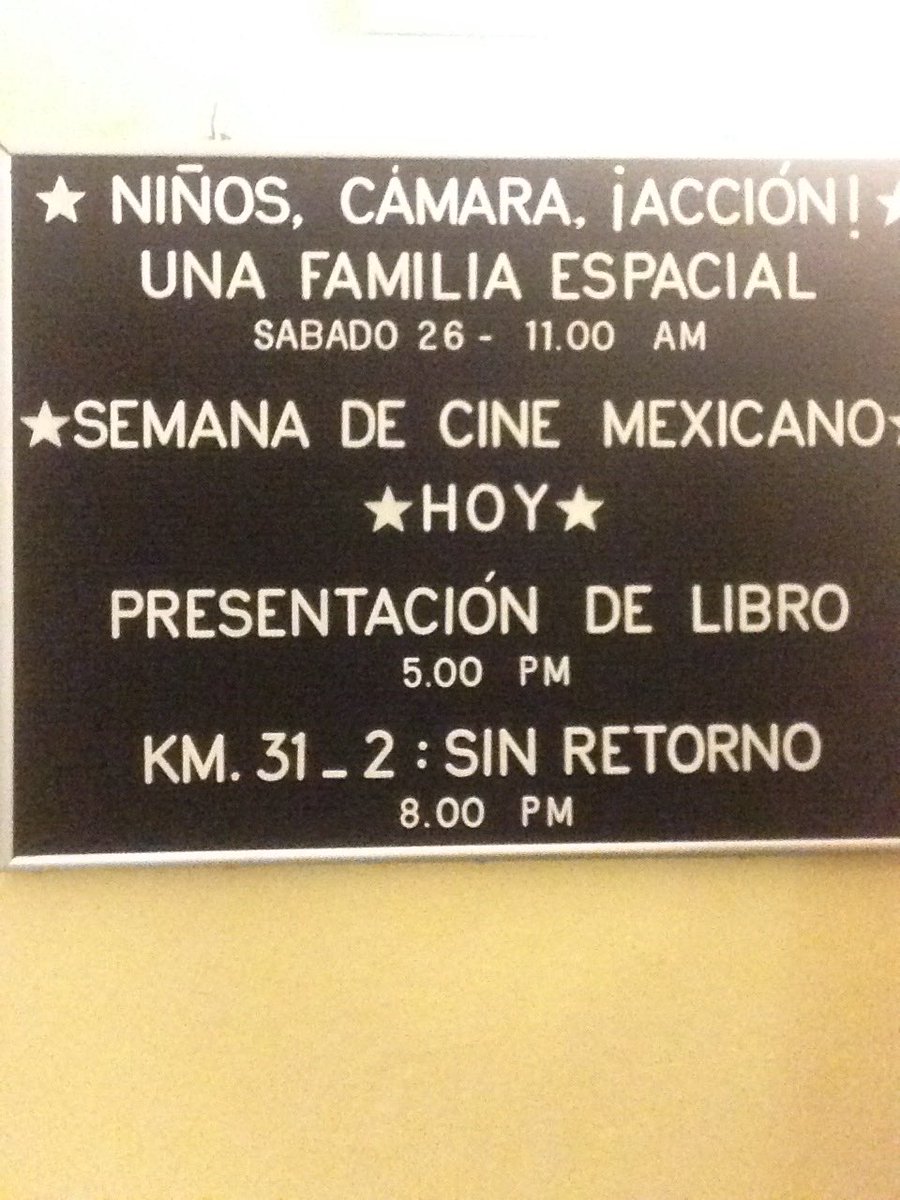 ★ NIÑOS, CÁMARA, ¡ACCIÓN! ★
UNA FAMILIA ESPACIAL
SABADO 26 - 11.00 AM
★SEMANA DE CINE MEXICANO★
★HOY★
PRESENTACIÓN DE LIBRO
5.00 PM
KM. 31_2 : SIN RETORNO
8.00 PM